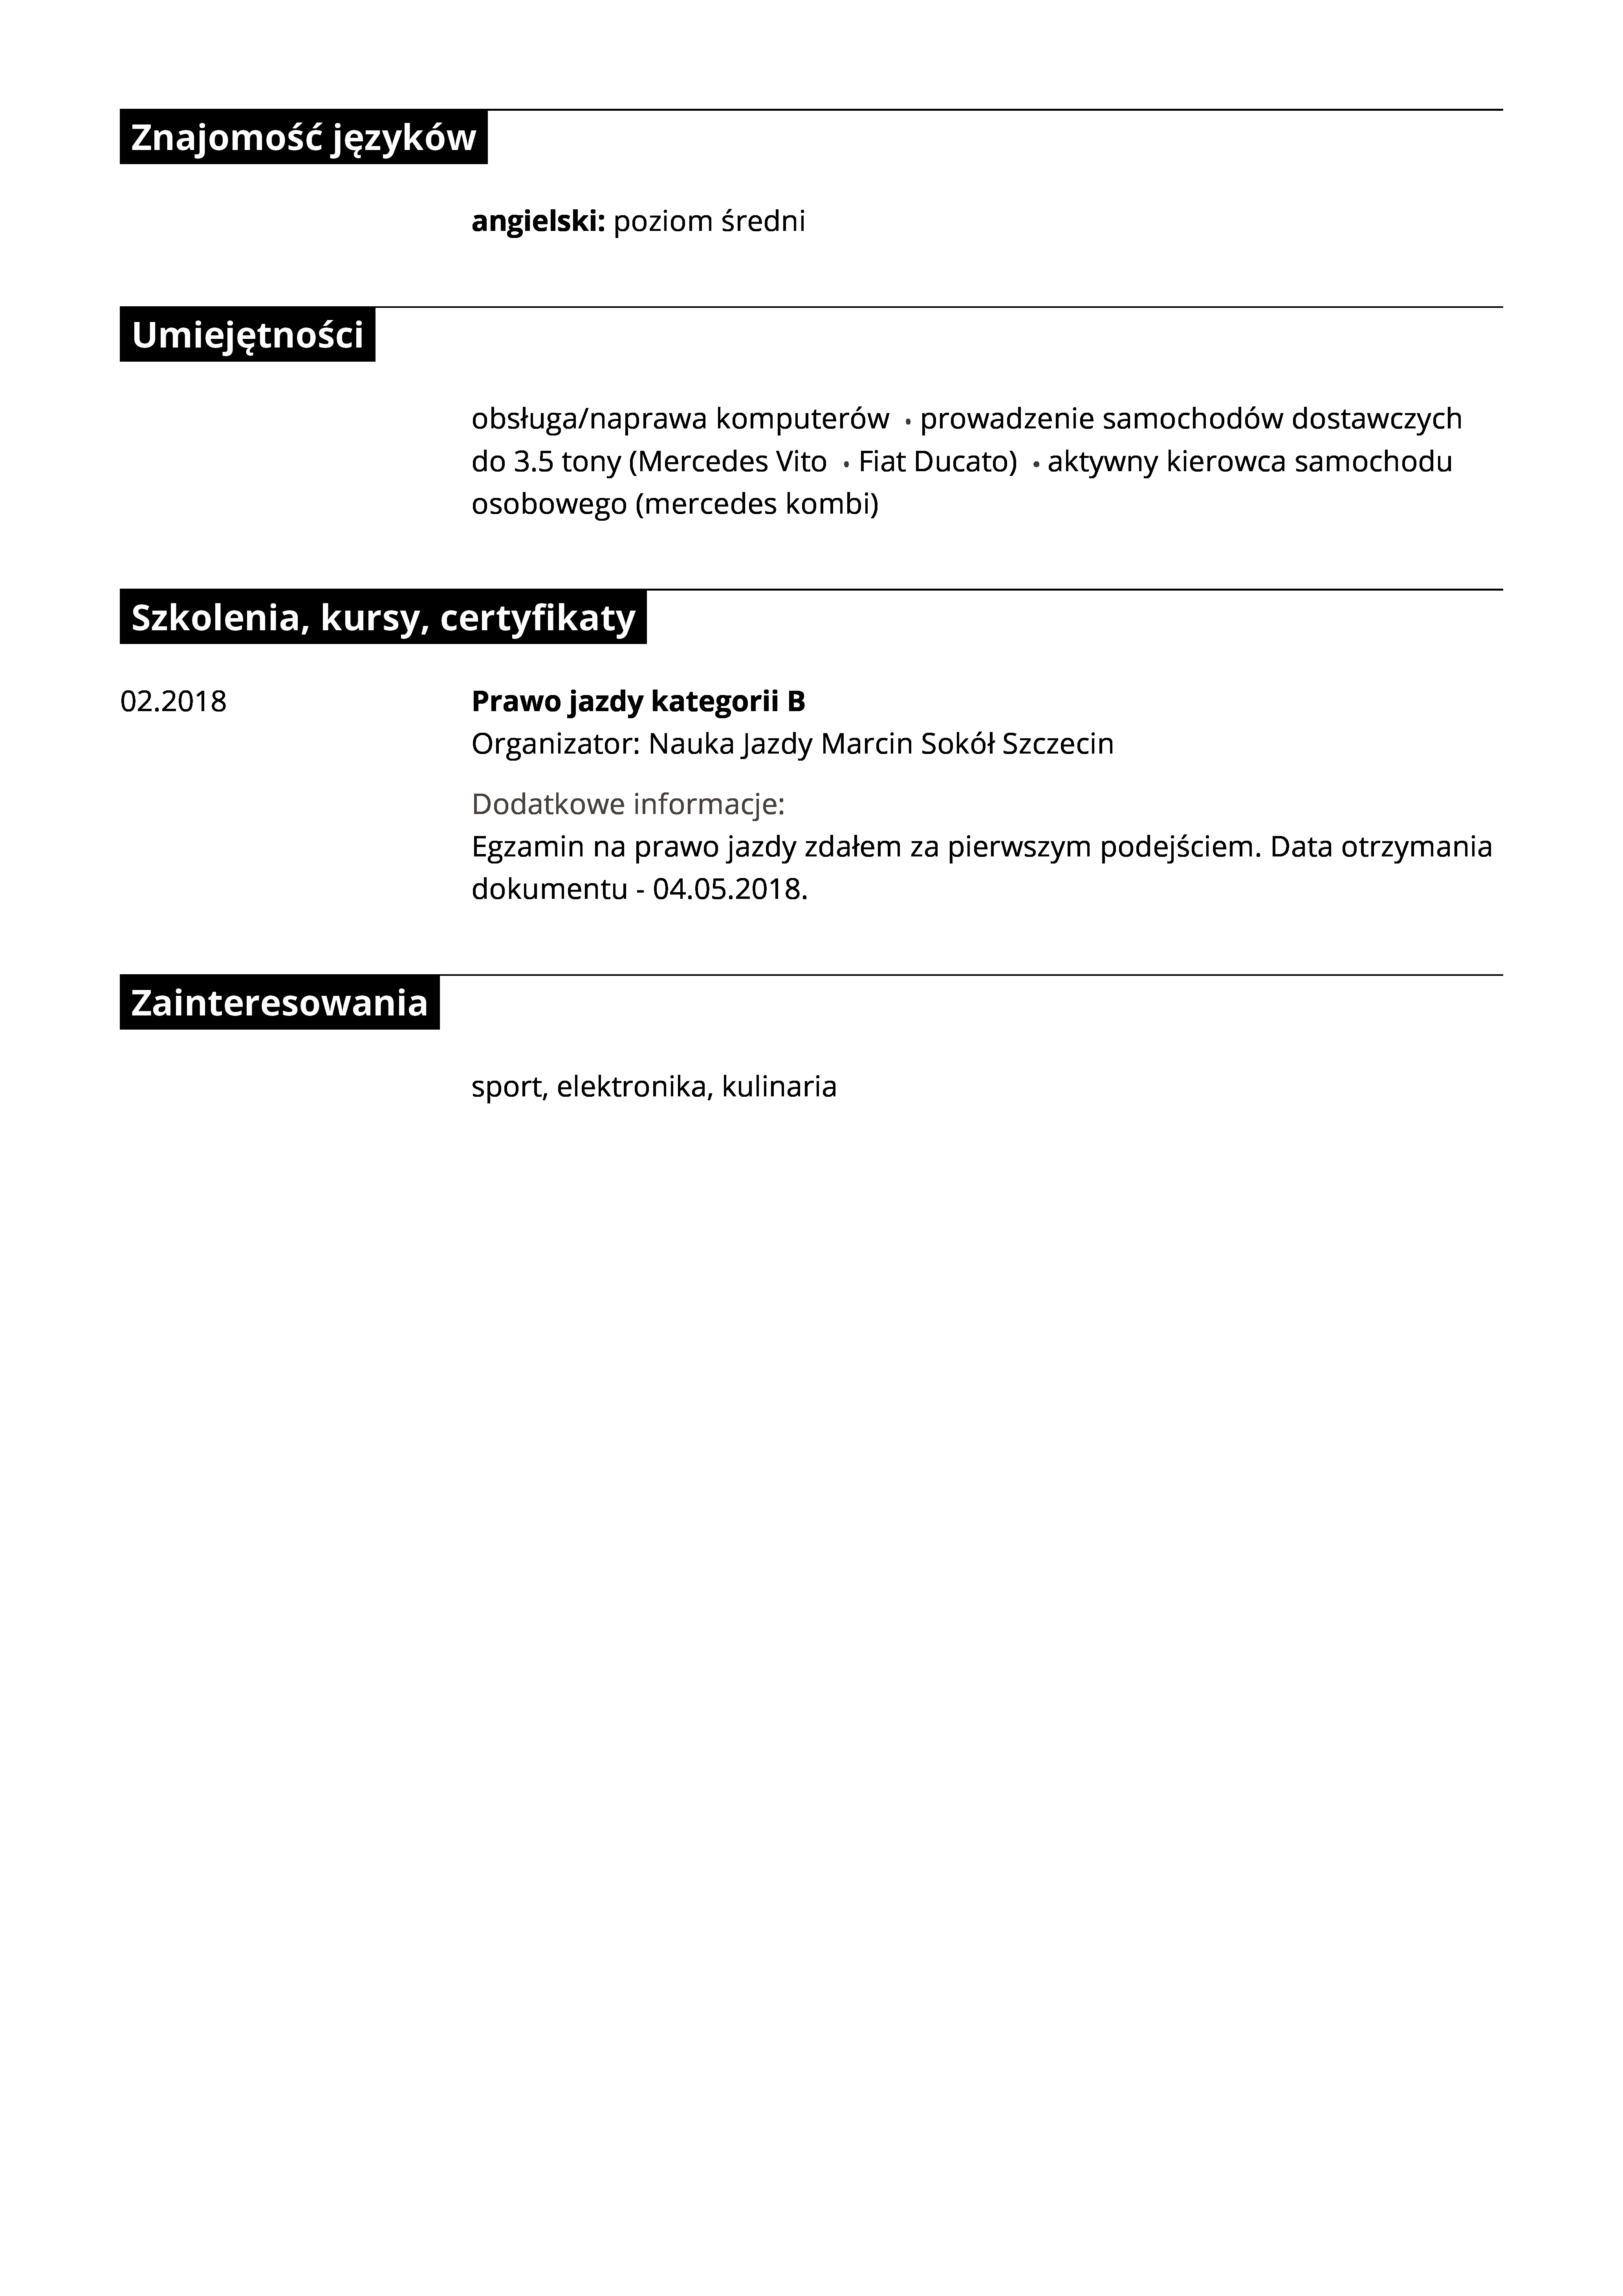 Znajomość języków
angielski: poziom średni
Umiejętności
obsługa/naprawa komputerów • prowadzenie samochodów dostawczych
do 3.5 tony (Mercedes Vito • Fiat Ducato) • aktywny kierowca samochodu
osobowego (mercedes kombi)
Szkolenia, kursy, certyfikaty
02.2018 Prawo jazdy kategorii B
Organizator: Nauka Jazdy Marcin Sokół Szczecin
Dodatkowe informacje:
Egzamin na prawo jazdy zdałem za pierwszym podejściem. Data otrzymania
dokumentu - 04.05.2018.
Zainteresowania
sport, elektronika, kulinaria